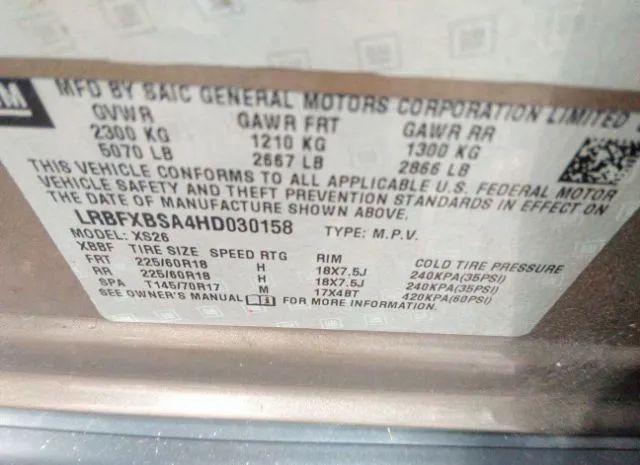 GM
MFD BY SAIC GENERAL MOTORS CORPORATION LIMITED
GVWR GAWR FRT GAWR RR
2300 KG 1210 KG 1300 KG
5070 LB 2667 LB 2866 LB
THIS VEHICLE CONFORMS TO ALL APPLICABLE U.S. FEDERAL MOTOR
VEHICLE SAFETY AND THEFT PREVENTION STANDARDS IN EFFECT ON
THE DATE OF MANUFACTURE SHOWN ABOVE.
LRBFXBSA4HD030158 TYPE: M.P.V.
MODEL: XS26
XBBF TIRE SIZE SPEED RTG RIM COLD TIRE PRESSURE
FRT 225/60R18 H 18X7.5J 240KPA(35PSI)
RR 225/60R18 H 18X7.5J 240KPA(35PSI)
SPA T145/70R17 M 17X4BT 420KPA(60PSI)
SEE OWNER'S MANUAL FOR ADDITIONAL INFORMATION.